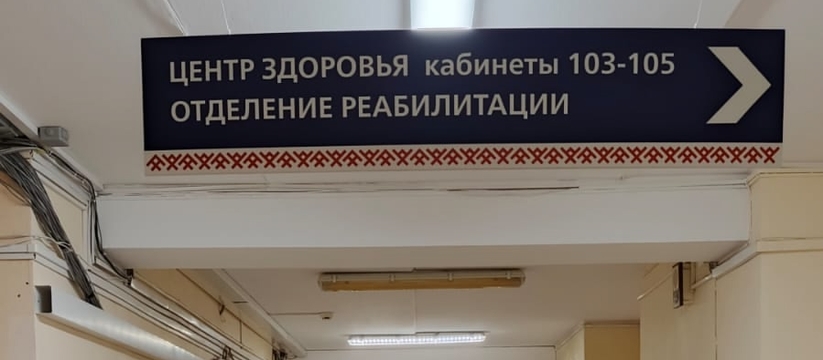 ЦЕНТР ЗДОРОВЬЯ кабинеты 103-105
ОТДЕЛЕНИЕ РЕАБИЛИТАЦИИ